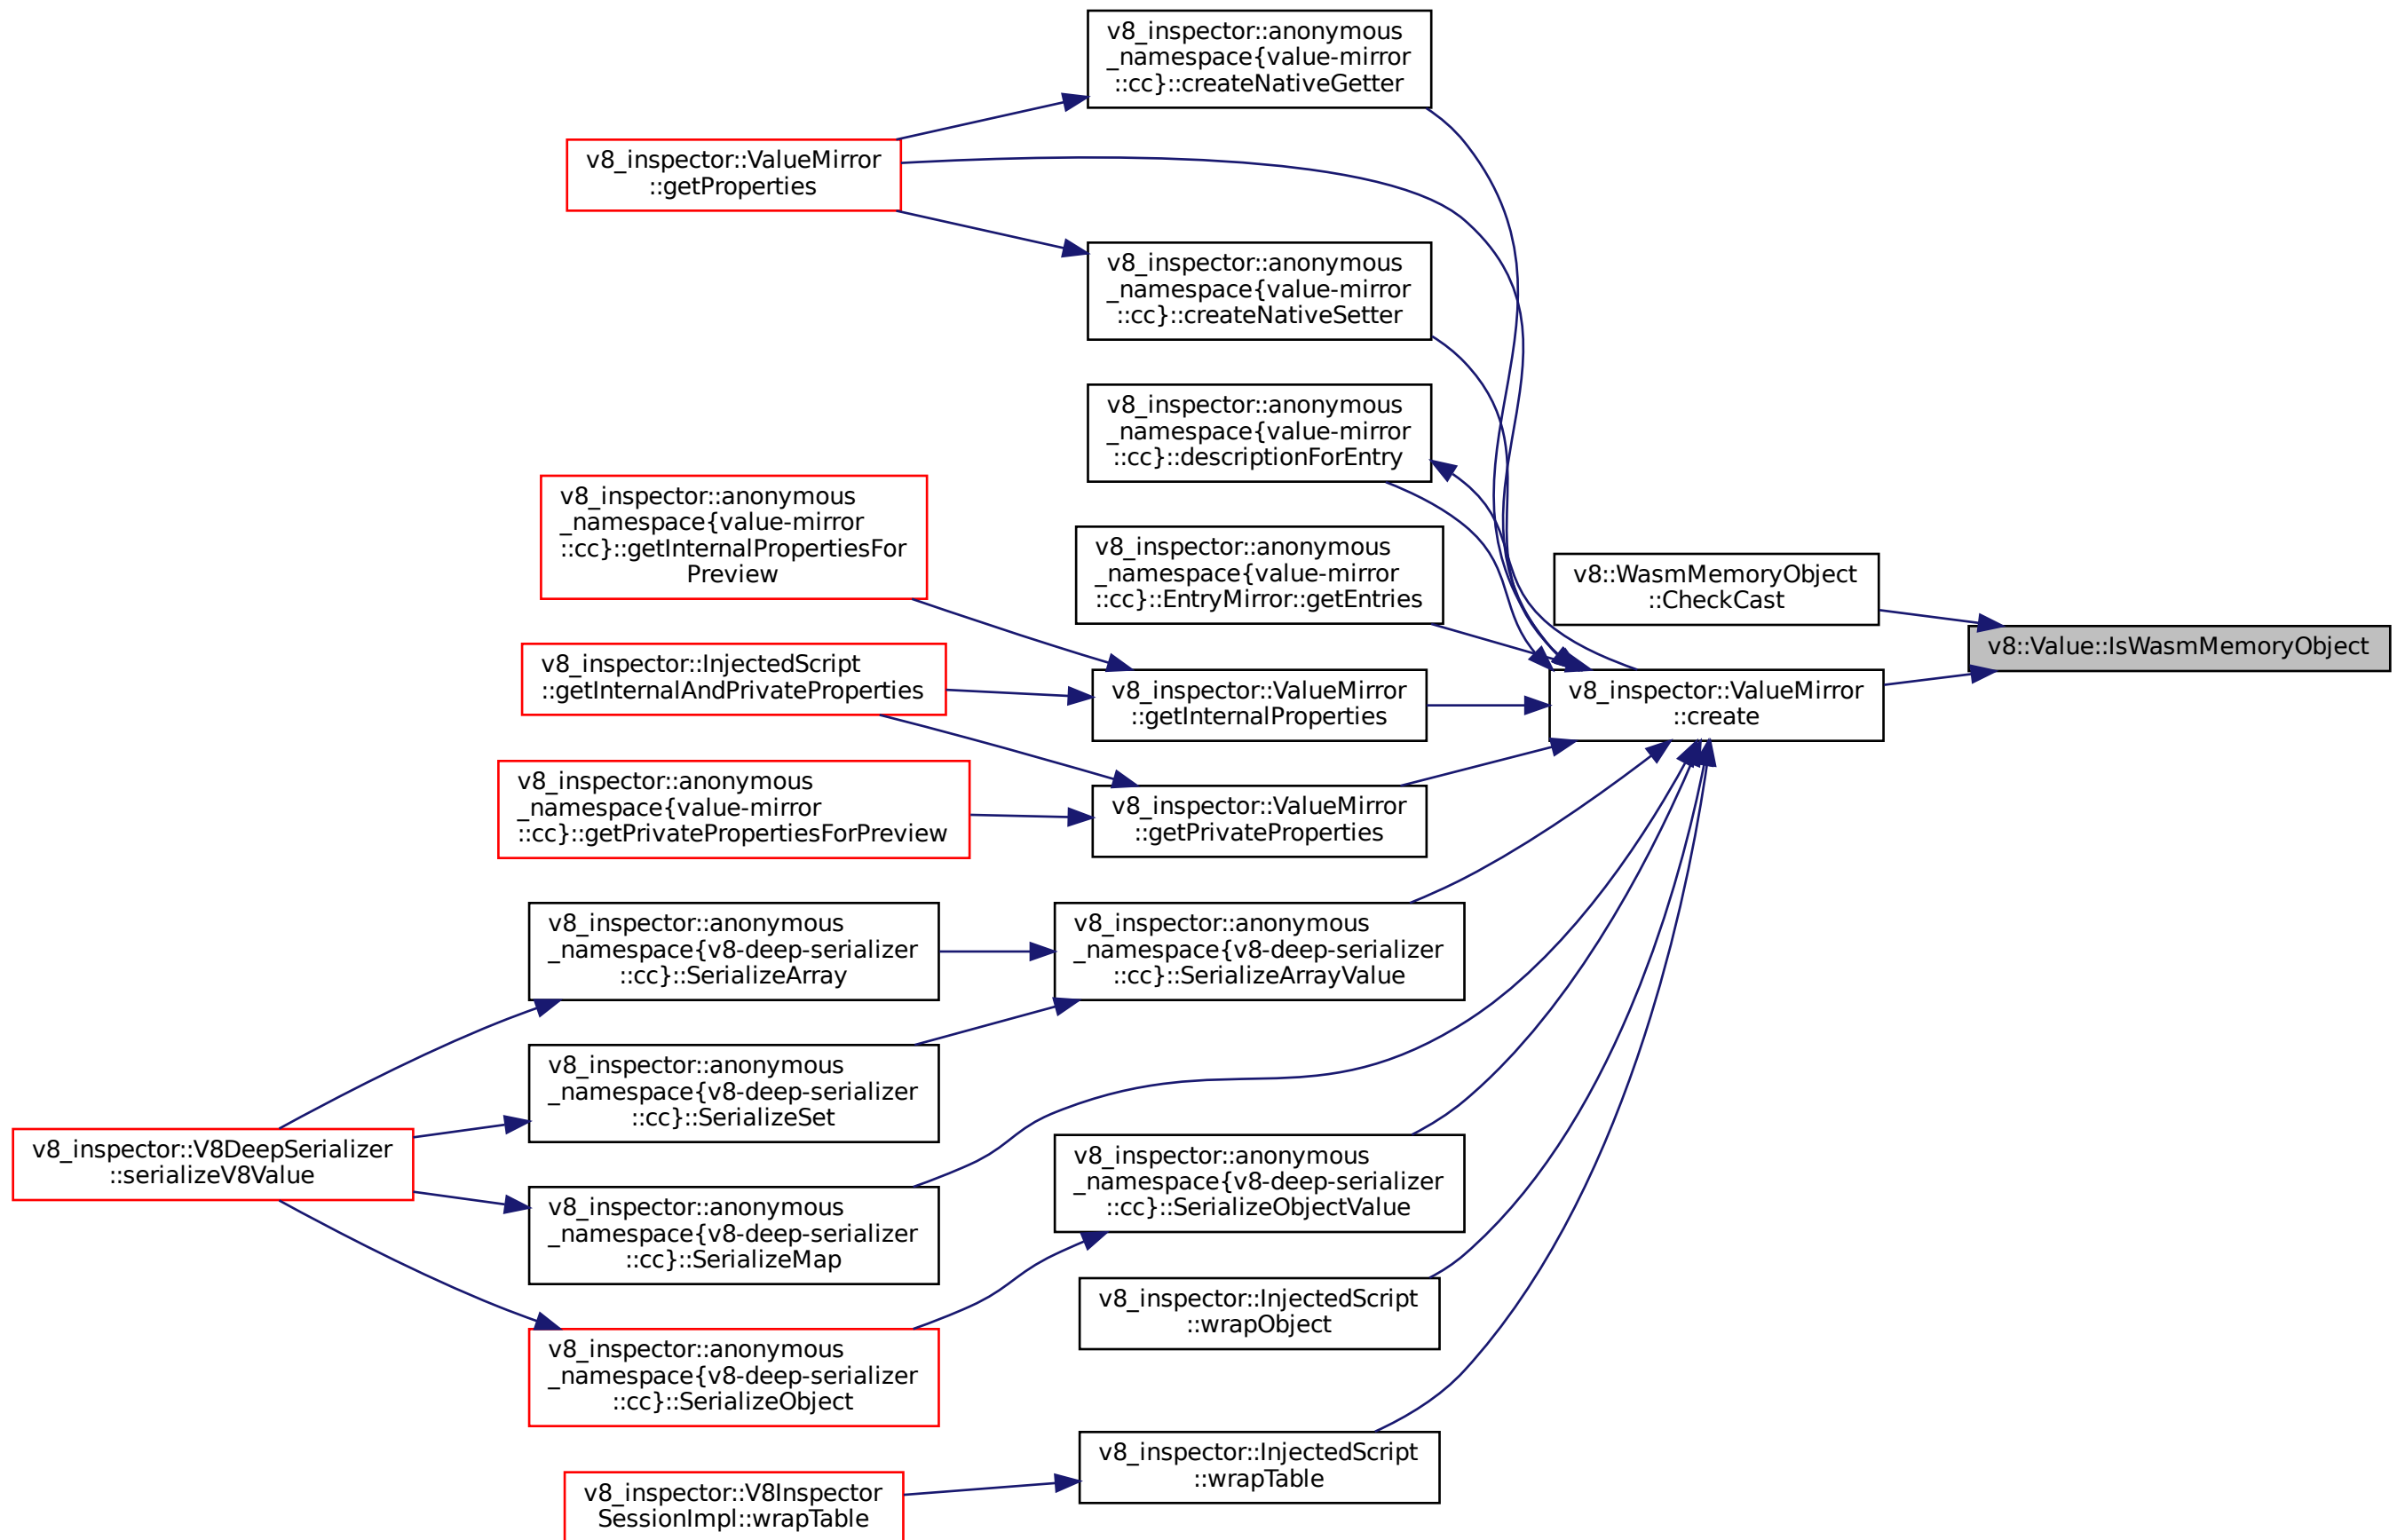 v8_inspector::anonymous
_namespace{value-mirror
::cc}::createNativeGetter
v8_inspector::ValueMirror
::getProperties
v8_inspector::anonymous
_namespace{value-mirror
::cc}::createNativeSetter
v8_inspector::anonymous
_namespace{value-mirror
::cc}::descriptionForEntry
v8_inspector::anonymous
_namespace{value-mirror
::cc}::getInternalPropertiesFor
Preview
v8_inspector::anonymous
_namespace{value-mirror
::cc}::EntryMirror::getEntries
v8::WasmMemoryObject
::CheckCast
v8::Value::IsWasmMemoryObject
v8_inspector::InjectedScript
::getInternalAndPrivateProperties
v8_inspector::ValueMirror
::getInternalProperties
v8_inspector::ValueMirror
::create
v8_inspector::anonymous
_namespace{value-mirror
::cc}::getPrivatePropertiesForPreview
v8_inspector::ValueMirror
::getPrivateProperties
v8_inspector::anonymous
_namespace{v8-deep-serializer
::cc}::SerializeArray
v8_inspector::anonymous
_namespace{v8-deep-serializer
::cc}::SerializeArrayValue
v8_inspector::anonymous
_namespace{v8-deep-serializer
::cc}::SerializeSet
v8_inspector::V8DeepSerializer
::serializeV8Value
v8_inspector::anonymous
_namespace{v8-deep-serializer
::cc}::SerializeObjectValue
v8_inspector::anonymous
_namespace{v8-deep-serializer
::cc}::SerializeMap
v8_inspector::InjectedScript
::wrapObject
v8_inspector::anonymous
_namespace{v8-deep-serializer
::cc}::SerializeObject
v8_inspector::InjectedScript
::wrapTable
v8_inspector::V8Inspector
SessionImpl::wrapTable